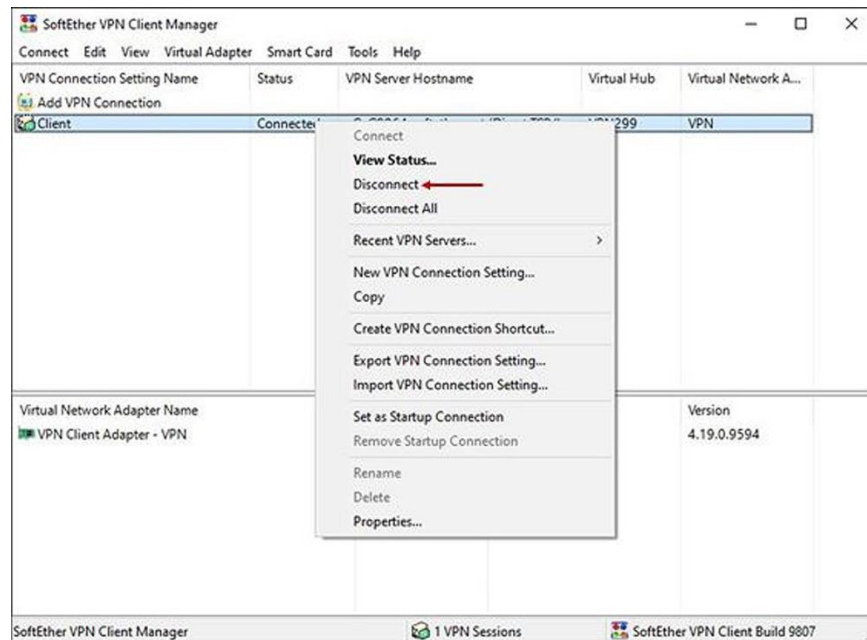 SoftEther VPN Client Manager
Connect Edit View Virtual Adapter Smart Card Tools Help
VPN Connection Setting Name Status VPN Server Hostname Virtual Hub Virtual Network A...
Add VPN Connection
Client Connected VPN
Connect
View Status...
Disconnect
Disconnect All
Recent VPN Servers...
New VPN Connection Setting...
Copy
Create VPN Connection Shortcut...
Export VPN Connection Setting...
Import VPN Connection Setting...
Set as Startup Connection
Remove Startup Connection
Rename
Delete
Properties...
Virtual Network Adapter Name Version
VPN Client Adapter - VPN 4.19.0.9594
SoftEther VPN Client Manager 1 VPN Sessions SoftEther VPN Client Build 9807